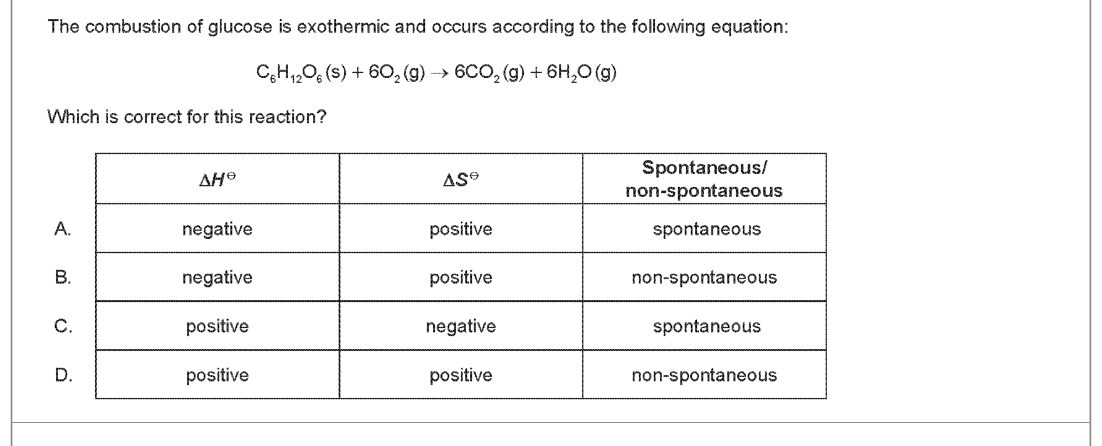 The combustion of glucose is exothermic and occurs according to the following equation:
C₆H₁₂O₆ (s) + 6O₂ (g) → 6CO₂ (g) + 6H₂O (g)
Which is correct for this reaction?
ΔH⊖ ΔS⊖ Spontaneous/
non-spontaneous
A. negative positive spontaneous
B. negative positive non-spontaneous
C. positive negative spontaneous
D. positive positive non-spontaneous